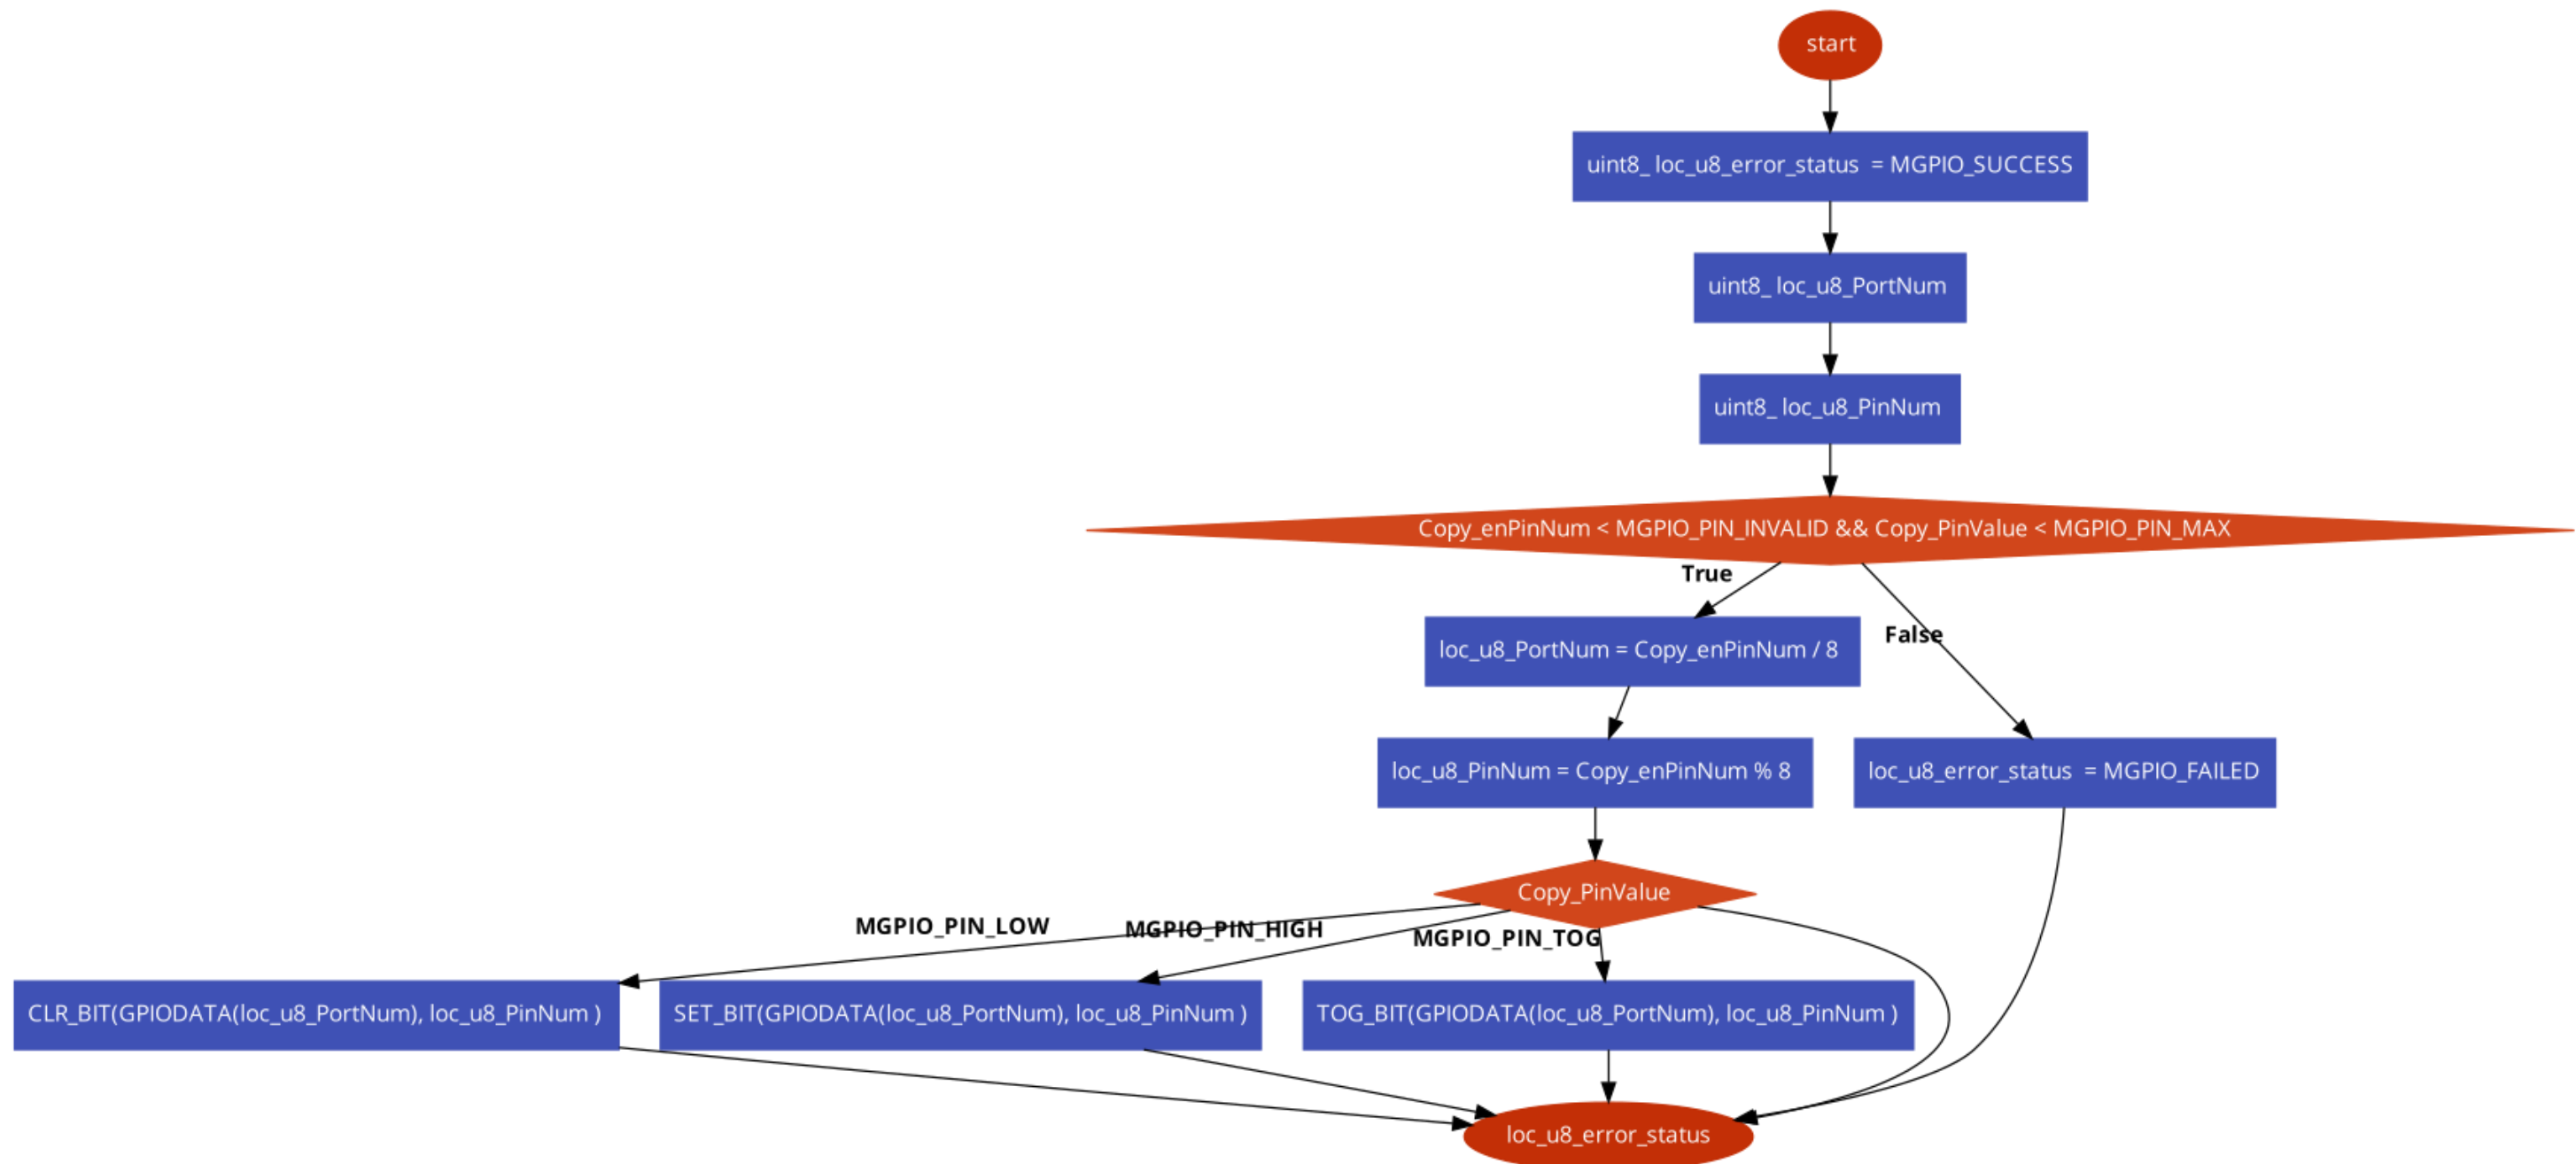 start
uint8_ loc_u8_error_status  = MGPIO_SUCCESS
uint8_ loc_u8_PortNum
uint8_ loc_u8_PinNum
Copy_enPinNum < MGPIO_PIN_INVALID && Copy_PinValue < MGPIO_PIN_MAX
True
False
loc_u8_PortNum = Copy_enPinNum / 8
loc_u8_PinNum = Copy_enPinNum % 8
loc_u8_error_status  = MGPIO_FAILED
Copy_PinValue
MGPIO_PIN_LOW
MGPIO_PIN_HIGH
MGPIO_PIN_TOG
CLR_BIT(GPIODATA(loc_u8_PortNum), loc_u8_PinNum )
SET_BIT(GPIODATA(loc_u8_PortNum), loc_u8_PinNum )
TOG_BIT(GPIODATA(loc_u8_PortNum), loc_u8_PinNum )
loc_u8_error_status